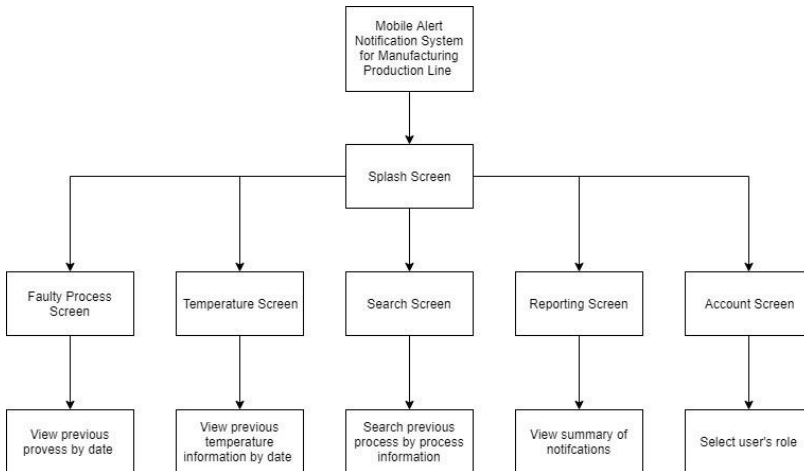 Mobile Alert
Notification System
for Manufacturing
Production Line
Splash Screen
Faulty Process
Screen
Temperature Screen
Search Screen
Reporting Screen
Account Screen
View previous
provess by date
View previous
temperature
information by date
Search previous
process by process
information
View summary of
notifcations
Select user's role